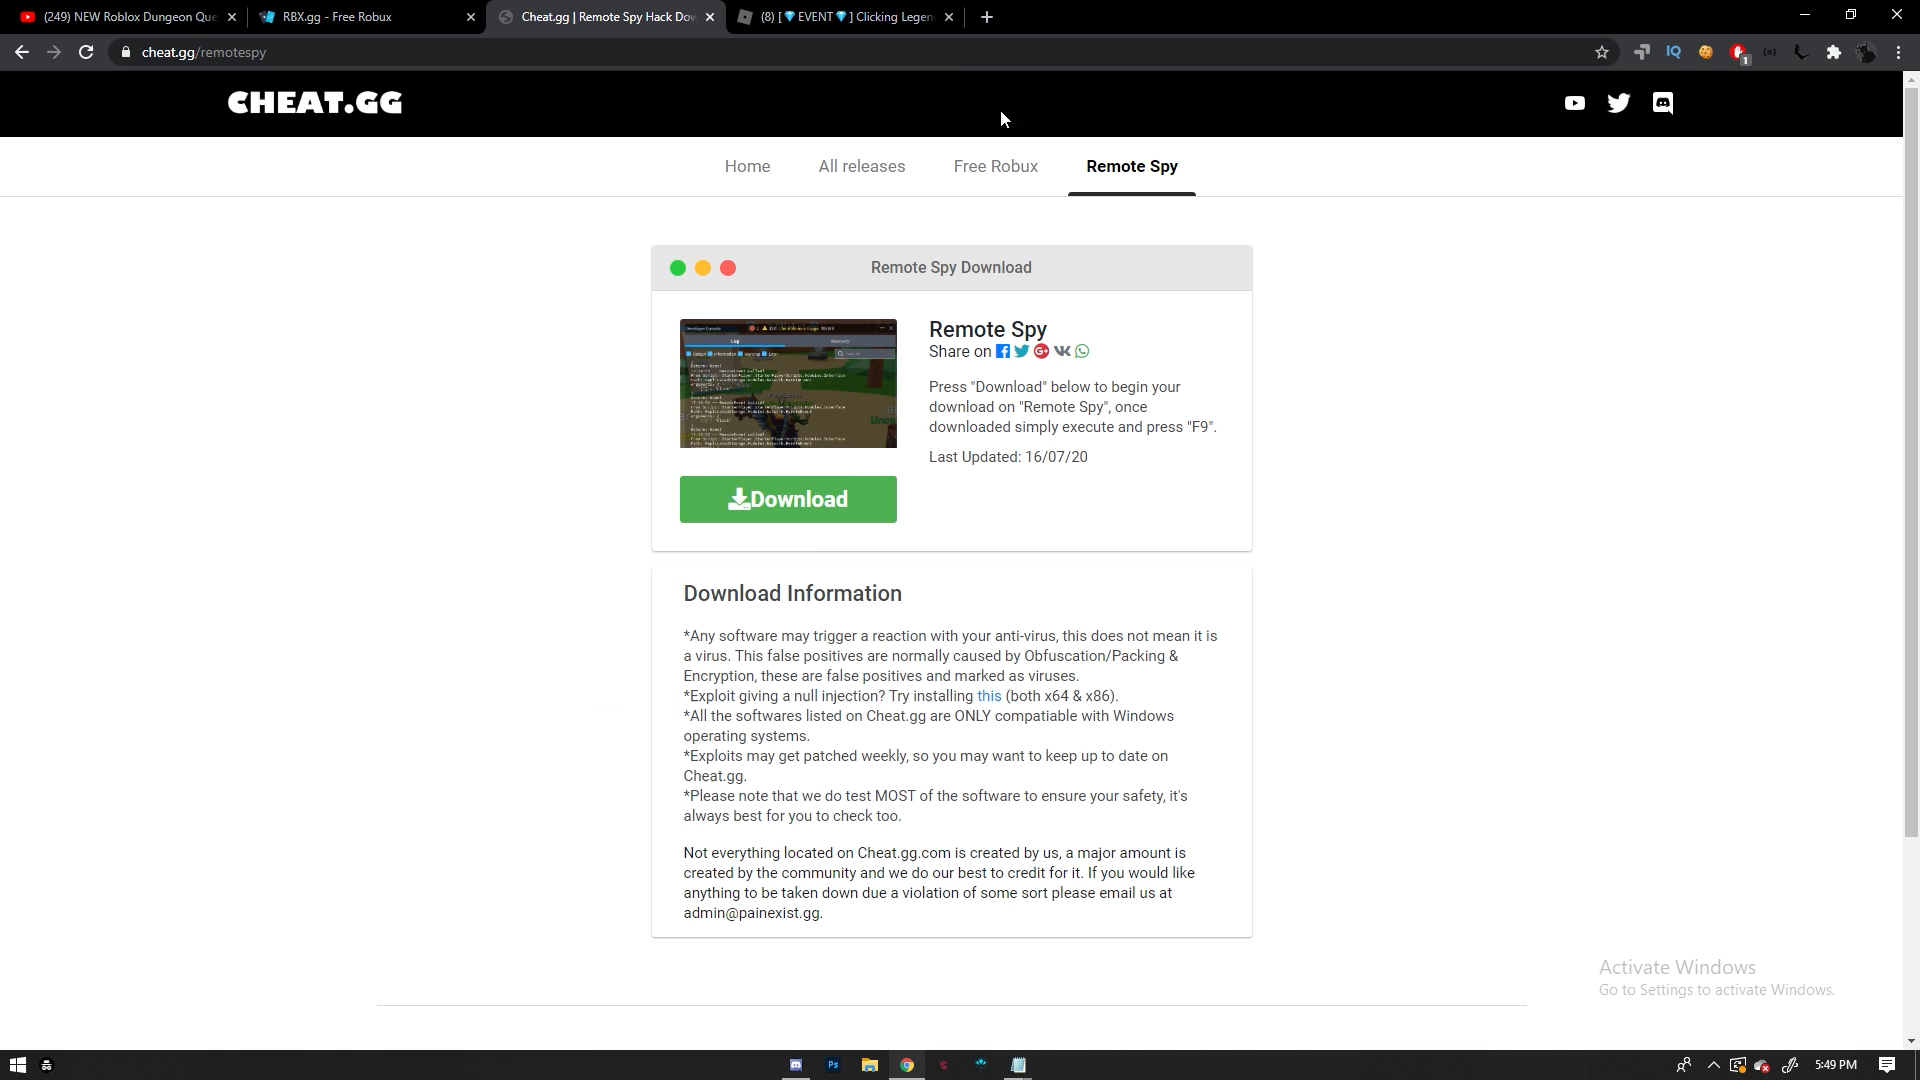 (249) NEW Roblox Dungeon Que
RBX.gg - Free Robux
Cheat.gg | Remote Spy Hack Dow
(8) [💎EVENT💎] Clicking Legen
cheat.gg/remotespy
IQ
1
CHEAT.GG
Home
All releases
Free Robux
Remote Spy
Remote Spy Download
Developer Console
Log
Memory
Remote Spy
Share on
Press "Download" below to begin your
download on "Remote Spy", once
downloaded simply execute and press "F9".
Last Updated: 16/07/20
Download
Download Information
*Any software may trigger a reaction with your anti-virus, this does not mean it is
a virus. This false positives are normally caused by Obfuscation/Packing &
Encryption, these are false positives and marked as viruses.
*Exploit giving a null injection? Try installing this (both x64 & x86).
*All the softwares listed on Cheat.gg are ONLY compatiable with Windows
operating systems.
*Exploits may get patched weekly, so you may want to keep up to date on
Cheat.gg.
*Please note that we do test MOST of the software to ensure your safety, it's
always best for you to check too.
Not everything located on Cheat.gg.com is created by us, a major amount is
created by the community and we do our best to credit for it. If you would like
anything to be taken down due a violation of some sort please email us at
admin@painexist.gg.
Activate Windows
Go to Settings to activate Windows.
Ps
5:49 PM